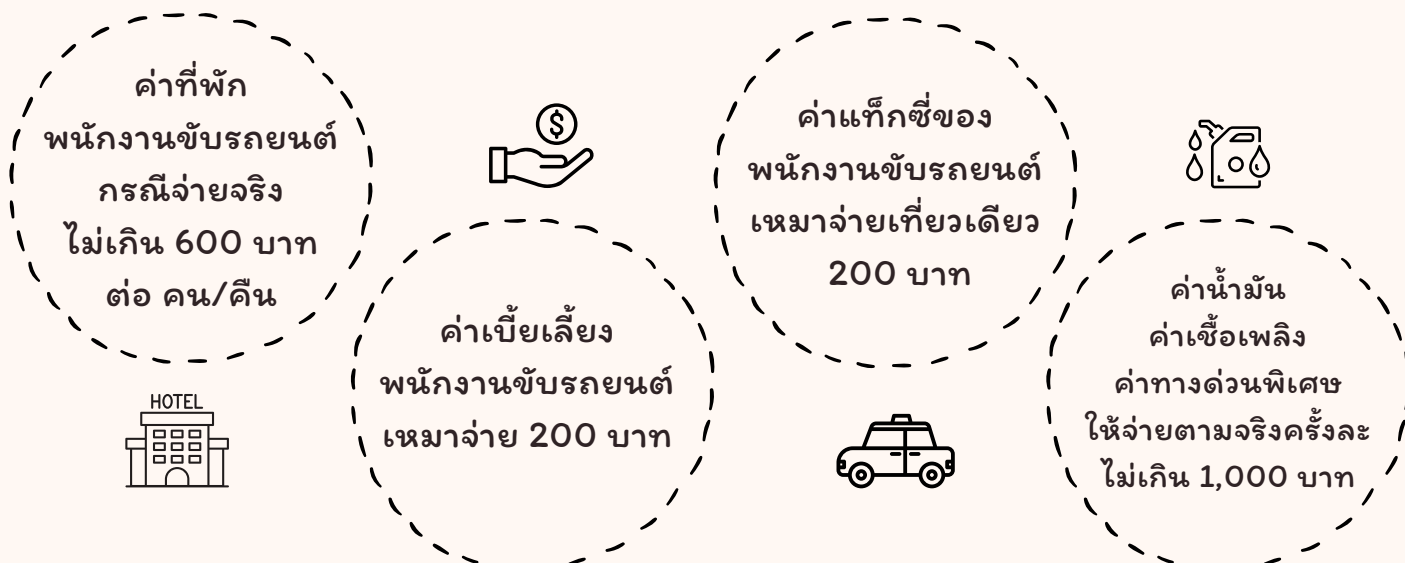 ค่าที่พัก
พนักงานขับรถยนต์
กรณีจ่ายจริง
ไม่เกิน 600 บาท
ต่อ คน/คืน
HOTEL
ค่าเบี้ยเลี้ยง
พนักงานขับรถยนต์
เหมาจ่าย 200 บาท
ค่าแท็กซี่ของ
พนักงานขับรถยนต์
เหมาจ่ายเที่ยวเดียว
200 บาท
ค่าน้ำมัน
ค่าเชื้อเพลิง
ค่าทางด่วนพิเศษ
ให้จ่ายตามจริงครั้งละ
ไม่เกิน 1,000 บาท